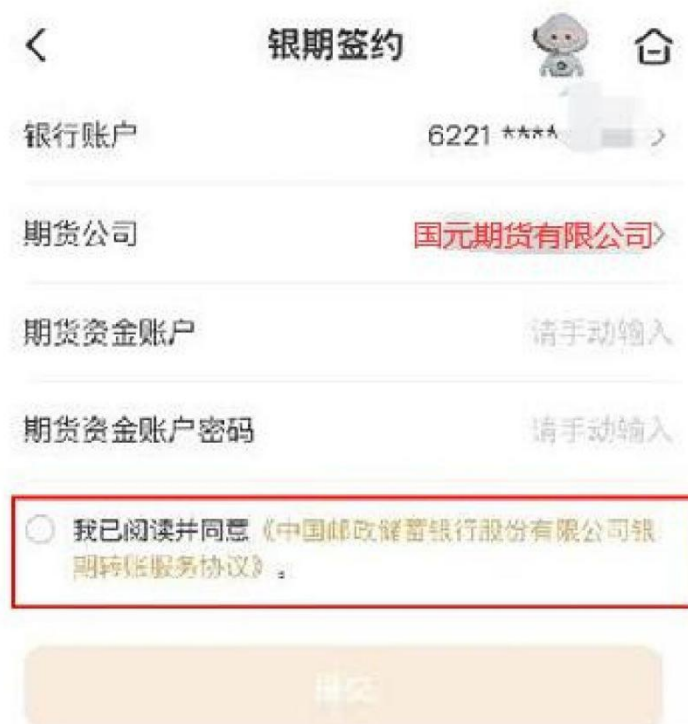 银期签约
银行账户
6221 ****
期货公司
国元期货有限公司
期货资金账户
请手动输入
期货资金账户密码
请手动输入
我已阅读并同意《中国邮政储蓄银行股份有限公司银
期转账服务协议》。
提交